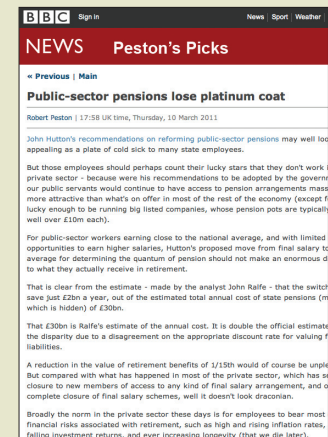 BBC Sign in News Sport Weather
NEWS Peston's Picks
« Previous | Main
Public-sector pensions lose platinum coat
Robert Peston | 17:58 UK time, Thursday, 10 March 2011
John Hutton's recommendations on reforming public-sector pensions may well loo
appealing as a plate of cold sick to many state employees.
But those employees should perhaps count their lucky stars that they don't work i
private sector - because were his recommendations to be adopted by the governm
our public servants would continue to have access to pension arrangements mass
more attractive than what's on offer in most of the rest of the economy (except f
lucky enough to be running big listed companies, whose pension pots are typically
well over £10m each).
For public-sector workers earning close to the national average, and with limited
opportunities to earn higher salaries, Hutton's proposed move from final salary to
average for determining the quantum of pension should not make an enormous d
to what they actually receive in retirement.
That is clear from the estimate - made by the analyst John Ralfe - that the switch
save just £2bn a year, out of the estimated total annual cost of state pensions (m
which is hidden) of £30bn.
That £30bn is Ralfe's estimate of the annual cost. It is double the official estimate
the disparity due to a disagreement on the appropriate discount rate for valuing f
liabilities.
A reduction in the value of retirement benefits of 1/15th would of course be unple
But compared with what has happened in most of the private sector, which has s
closure to new members of access to any kind of final salary arrangement, and o
complete closure of final salary schemes, well it doesn't look draconian.
Broadly the norm in the private sector these days is for employees to bear most
financial risks associated with retirement, such as high and rising inflation rates,
falling investment returns, and ever increasing longevity (that we die later).